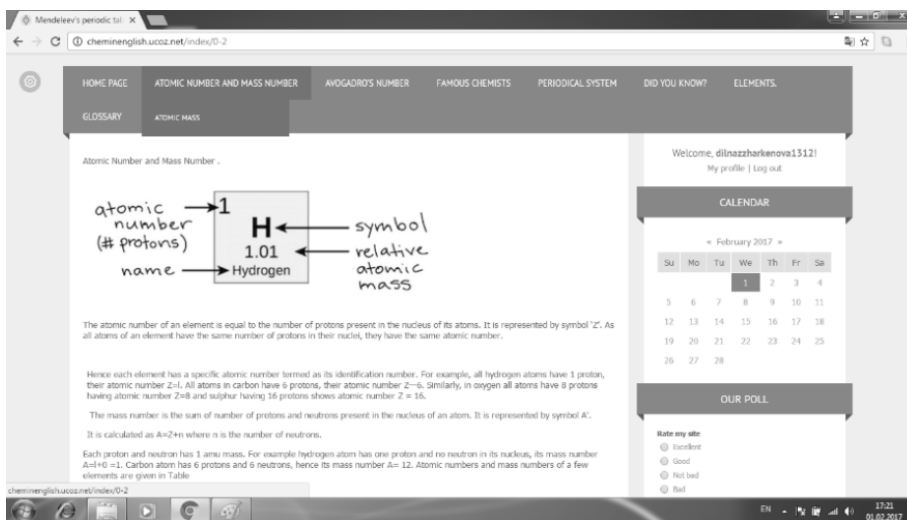 Mendeleev's periodic tal
cheminenglish.ucoz.net/index/0-2
HOME PAGE
ATOMIC NUMBER AND MASS NUMBER
AVOGADRO'S NUMBER
FAMOUS CHEMISTS
PERIODICAL SYSTEM
DID YOU KNOW?
ELEMENTS.
GLOSSARY
ATOMIC MASS
Atomic Number and Mass Number .
atomic number (# protons)
1
H
symbol
1.01
relative atomic mass
name
Hydrogen
The atomic number of an element is equal to the number of protons present in the nucleus of its atoms. It is represented by symbol 'Z'. As
all atoms of an element have the same number of protons in their nuclei, they have the same atomic number.
Hence each element has a specific atomic number termed as its identification number. For example, all hydrogen atoms have 1 proton,
their atomic number Z=l. All atoms in carbon have 6 protons, their atomic number Z—6. Similarly, in oxygen all atoms have 8 protons
having atomic number Z=8 and sulphur having 16 protons shows atomic number Z = 16.
The mass number is the sum of number of protons and neutrons present in the nucleus of an atom. It is represented by symbol A'.
It is calculated as A=Z+n where n is the number of neutrons.
Each proton and neutron has 1 amu mass. For example hydrogen atom has one proton and no neutron in its nucleus, its mass number
A=l+0 =1. Carbon atom has 6 protons and 6 neutrons, hence its mass number A= 12. Atomic numbers and mass numbers of a few
elements are given in Table
Welcome, dilnazzharkenova1312!
My profile | Log out
CALENDAR
« February 2017 »
Su Mo Tu We Th Fr Sa
1 2 3 4
5 6 7 8 9 10 11
12 13 14 15 16 17 18
19 20 21 22 23 24 25
26 27 28
OUR POLL
Rate my site
Excellent
Good
Not bad
Bad
cheminenglish.ucoz.net/index/0-2
EN
17:21
01.02.2017